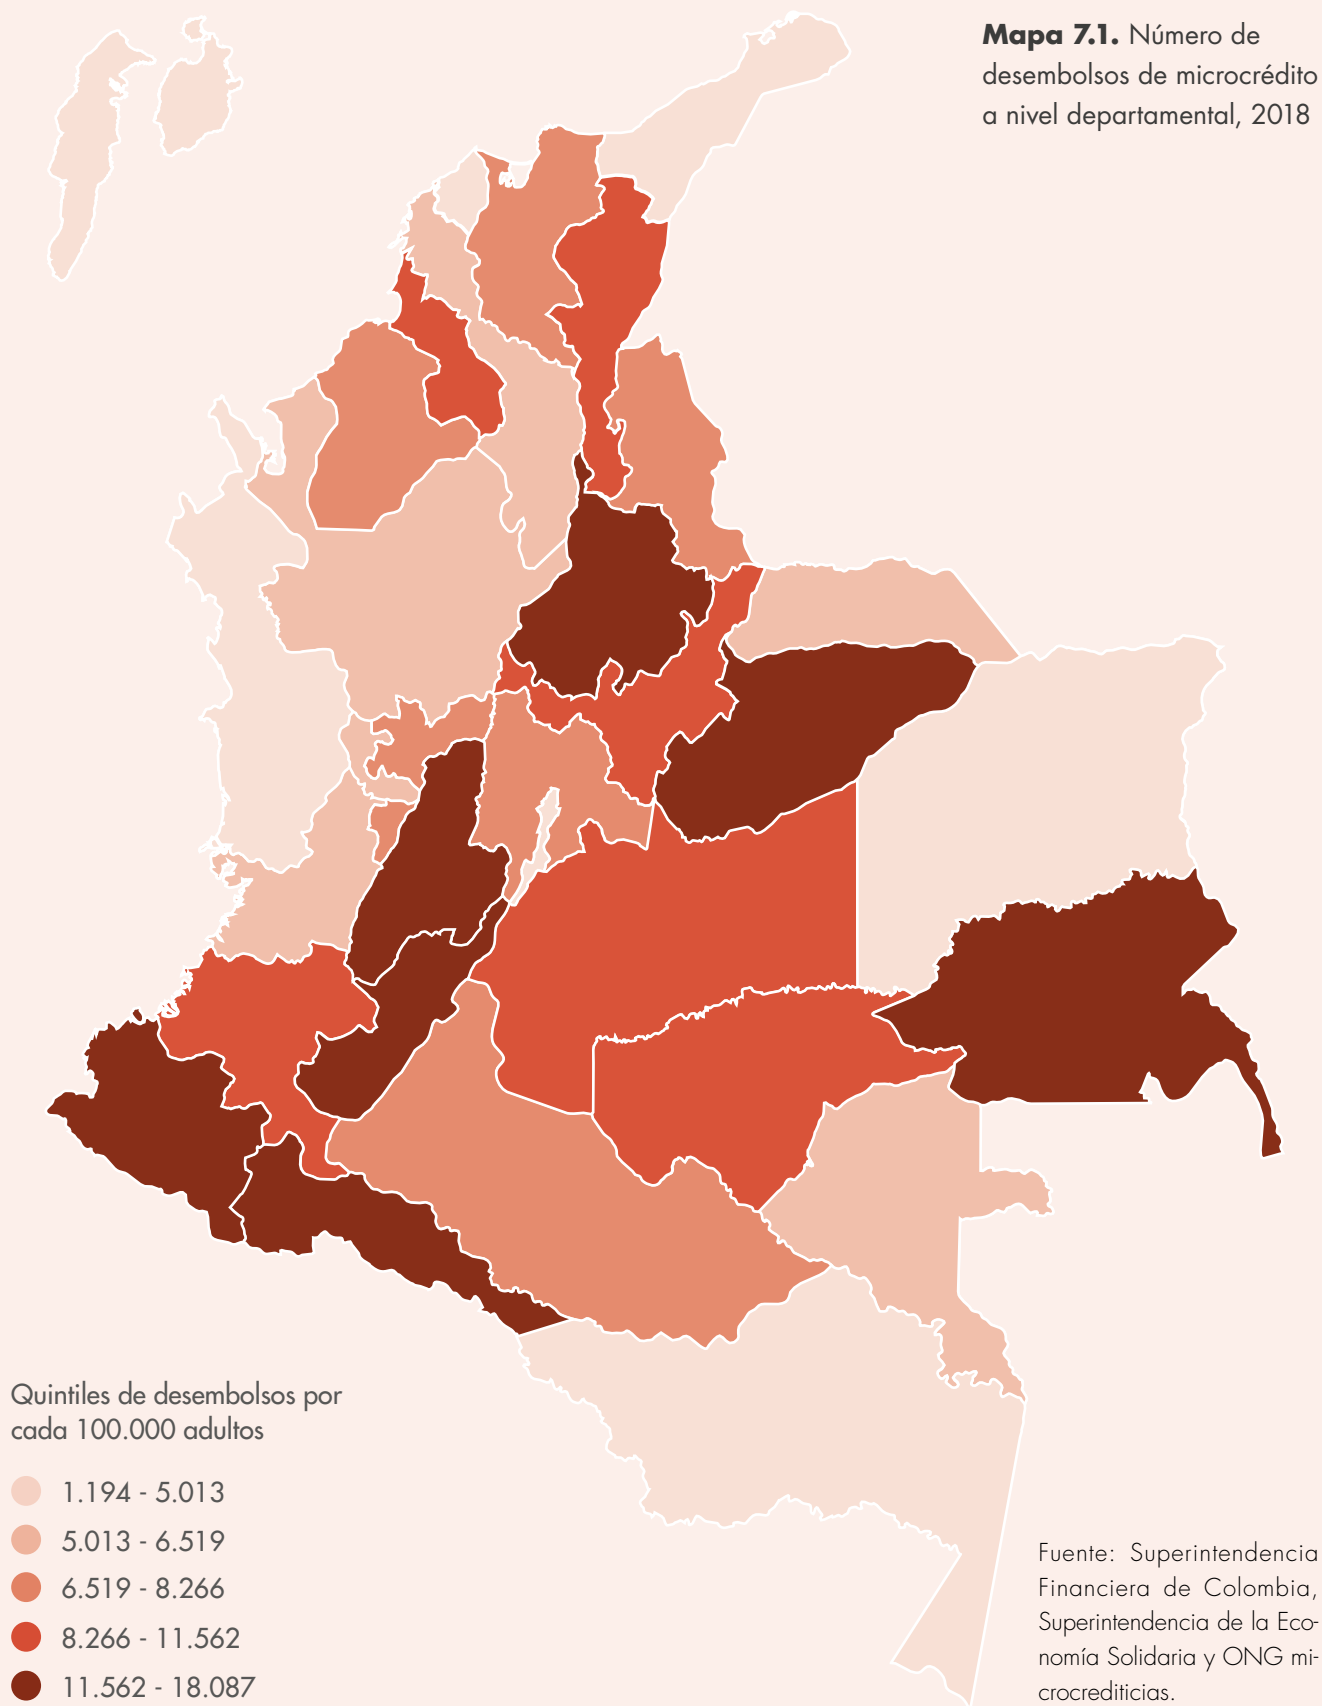 Mapa 7.1. Número de
desembolsos de microcrédito
a nivel departamental, 2018
Quintiles de desembolsos por
cada 100.000 adultos
1.194 - 5.013
5.013 - 6.519
6.519 - 8.266
8.266 - 11.562
11.562 - 18.087
Fuente: Superintendencia
Financiera de Colombia,
Superintendencia de la Eco-
nomía Solidaria y ONG mi-
crocrediticias.